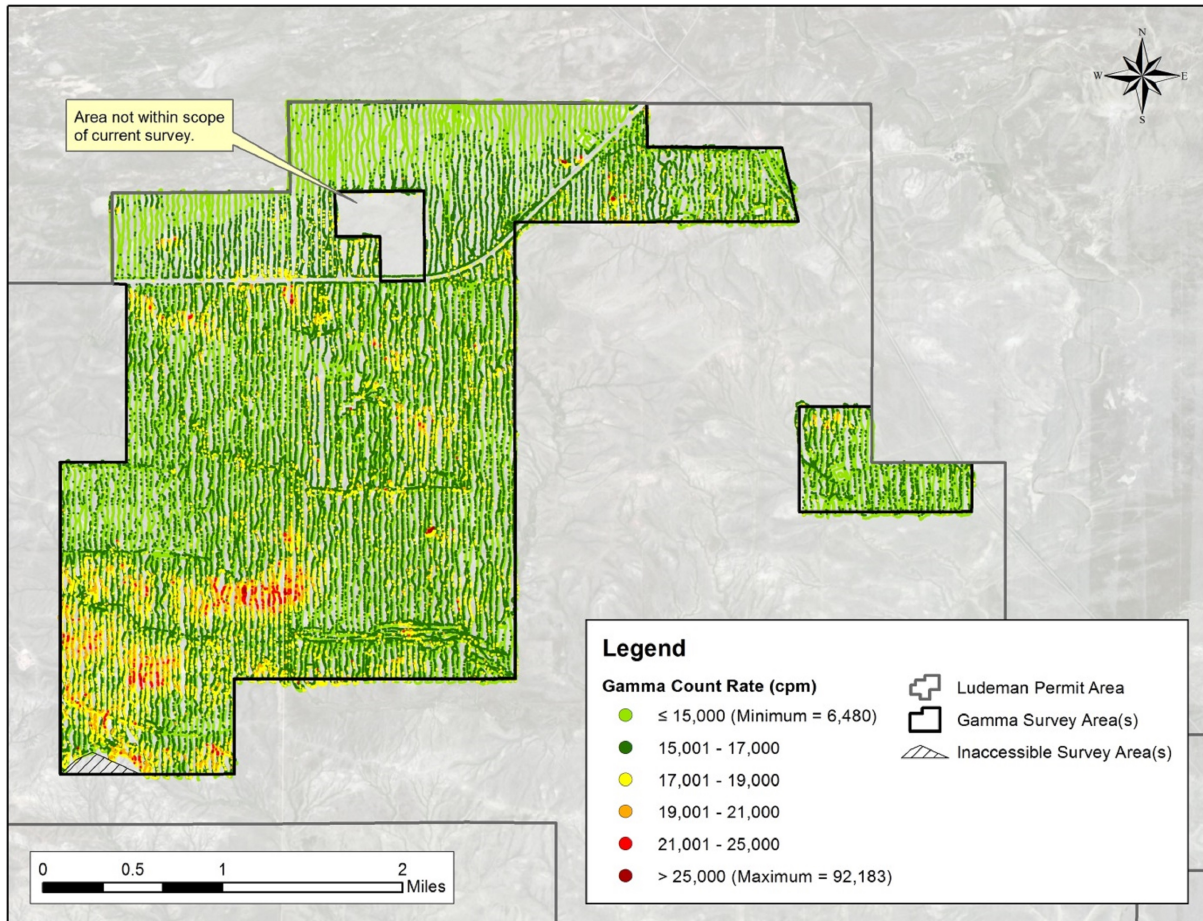 N
W E
S
Area not within scope
of current survey.
Legend
Gamma Count Rate (cpm)
≤ 15,000 (Minimum = 6,480)
15,001 - 17,000
17,001 - 19,000
19,001 - 21,000
21,001 - 25,000
> 25,000 (Maximum = 92,183)
Ludeman Permit Area
Gamma Survey Area(s)
Inaccessible Survey Area(s)
0 0.5 1 2
Miles